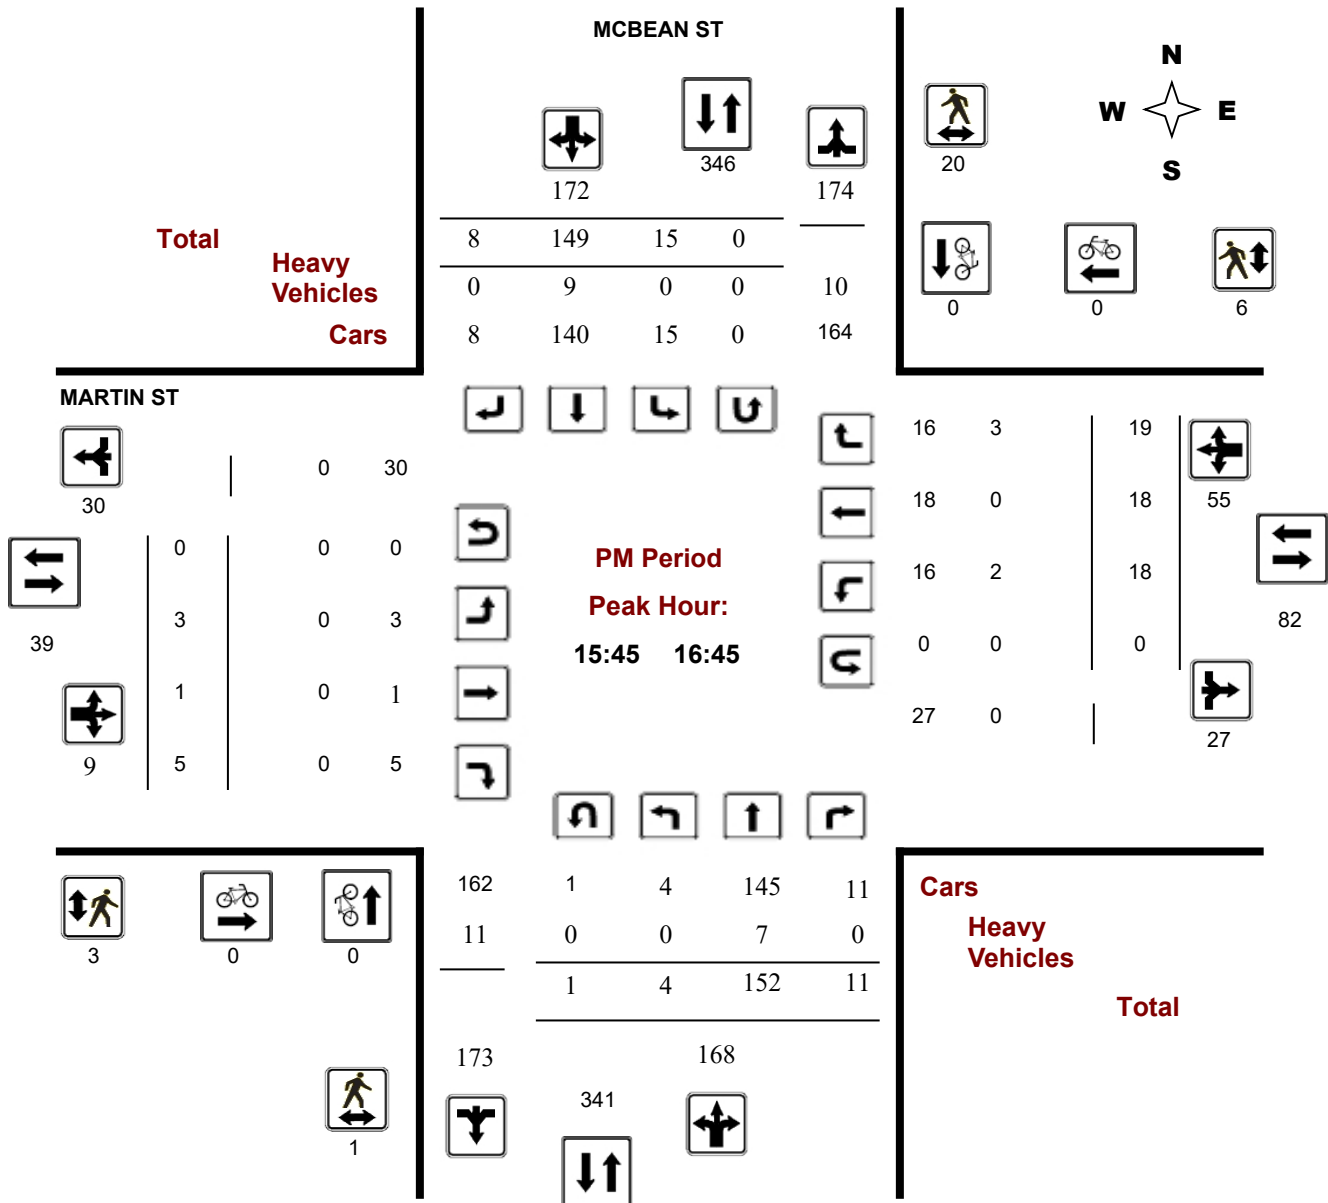 MCBEAN ST
N
W E
S
346
20
172 174
Total
8 149 15 0
Heavy
Vehicles
0 9 0 0 10
Cars
8 140 15 0 164
0 0 6
MARTIN ST
16 3 19
0 30
30
18 0 18 55
0 0 0
PM Period
16 2 18
Peak Hour:
3 0 3
82
39
15:45 16:45
0 0 0
1 0 1
27 0
27
9 5 0 5
162 1 4 145 11
Cars
11 0 0 7 0
Heavy
Vehicles
3 0 0
1 4 152 11
Total
173 168
341
1